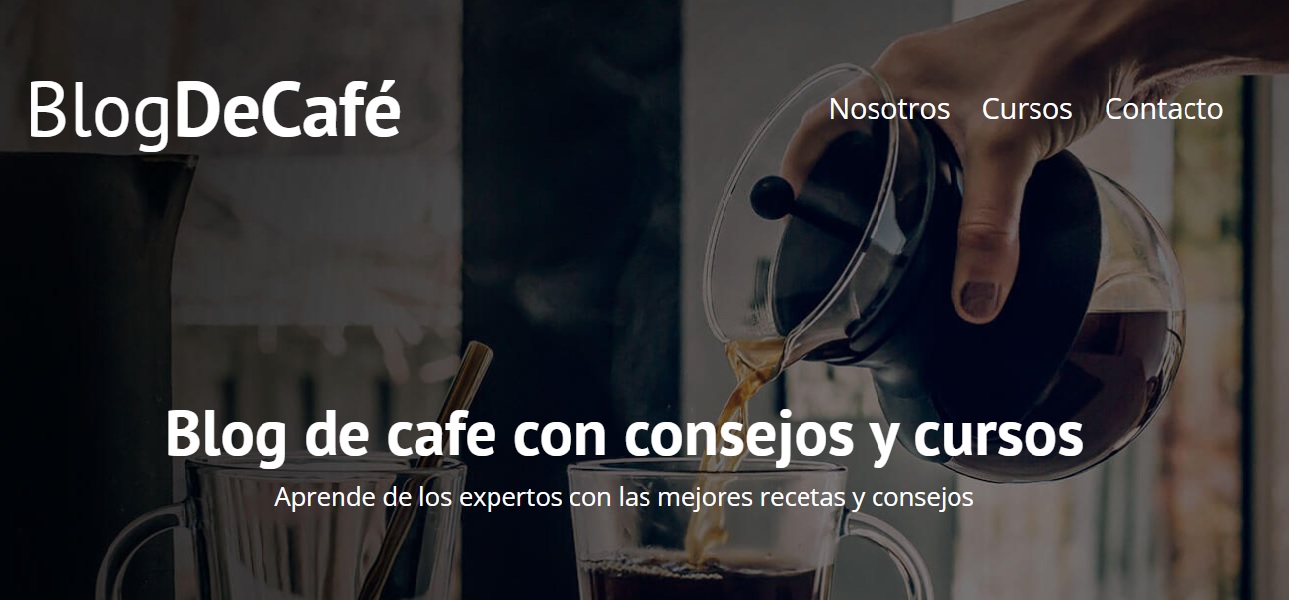 BlogDeCafé
Nosotros Cursos Contacto
Blog de cafe con consejos y cursos
Aprende de los expertos con las mejores recetas y consejos